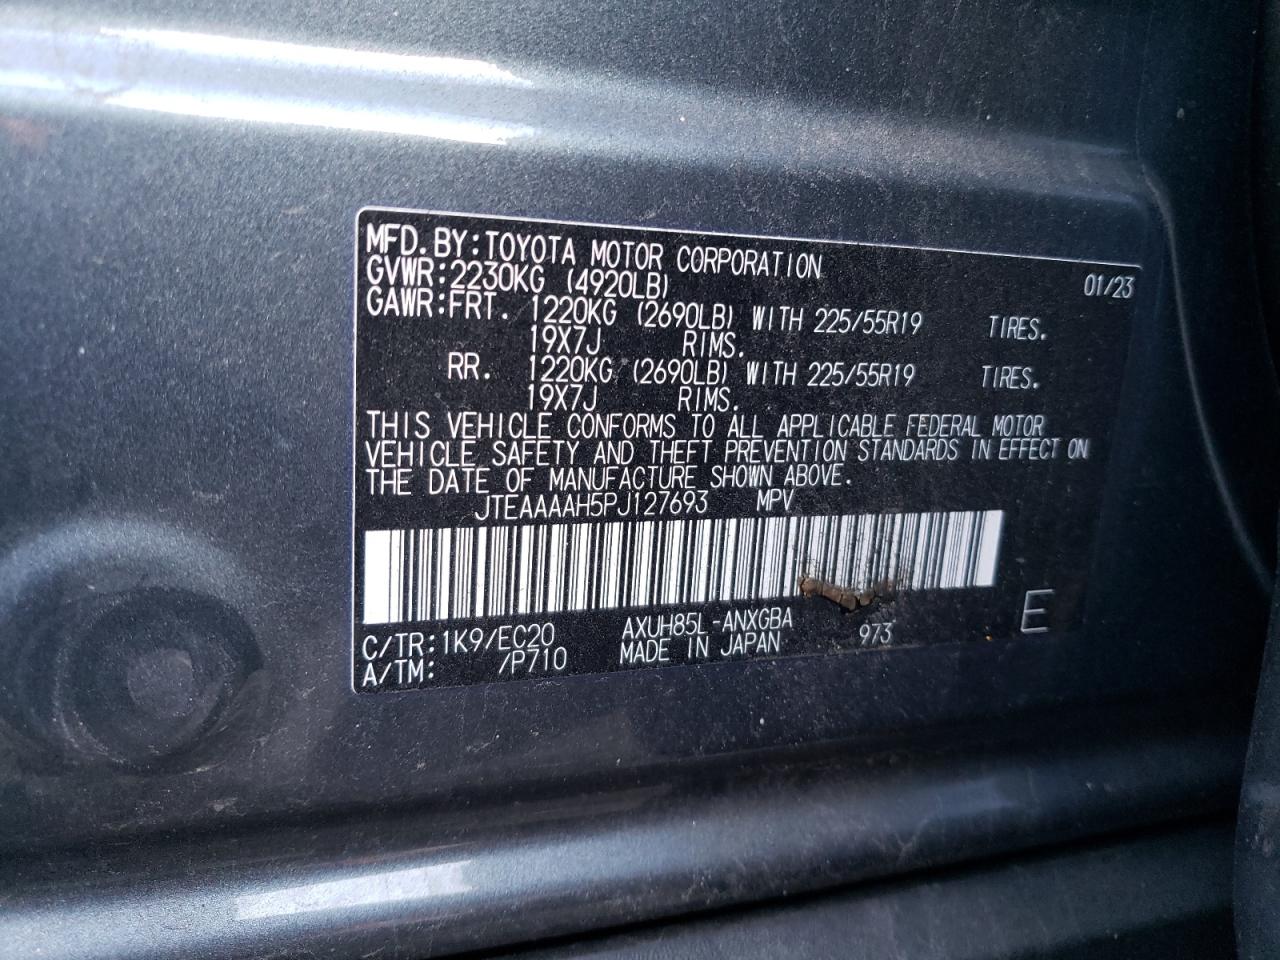 MFD.BY:TOYOTA MOTOR CORPORATION 01/23
GVWR:2230KG (4920LB)
GAWR:FRT. 1220KG (2690LB) WITH 225/55R19 TIRES.
19X7J RIMS.
RR. 1220KG (2690LB) WITH 225/55R19 TIRES.
19X7J RIMS.
THIS VEHICLE CONFORMS TO ALL APPLICABLE FEDERAL MOTOR
VEHICLE SAFETY AND THEFT PREVENTION STANDARDS IN EFFECT ON
THE DATE OF MANUFACTURE SHOWN ABOVE.
JTEAAAAH5PJ127693 MPV
C/TR:1K9/EC20 AXUH85L-ANXGBA 973 E
A/TM: /P710 MADE IN JAPAN